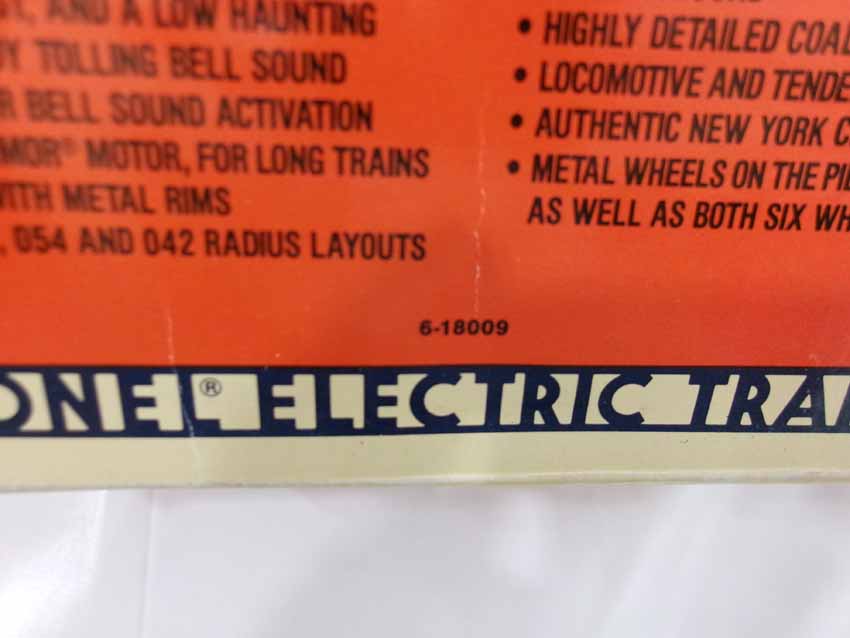 AND A LOW HAUNTING
TOLLING BELL SOUND
BELL SOUND ACTIVATION
MOTOR, FOR LONG TRAINS
WITH METAL RIMS
, 054 AND 042 RADIUS LAYOUTS
• HIGHLY DETAILED COAL
• LOCOMOTIVE AND TENDE
• AUTHENTIC NEW YORK C
• METAL WHEELS ON THE PI
AS WELL AS BOTH SIX WH
6-18009
ONEL® ELECTRIC TRA